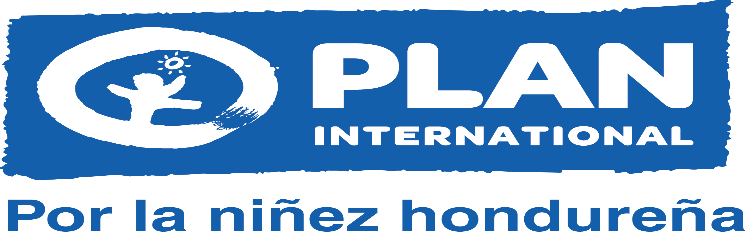 PLAN
INTERNATIONAL
Por la niñez hondureña